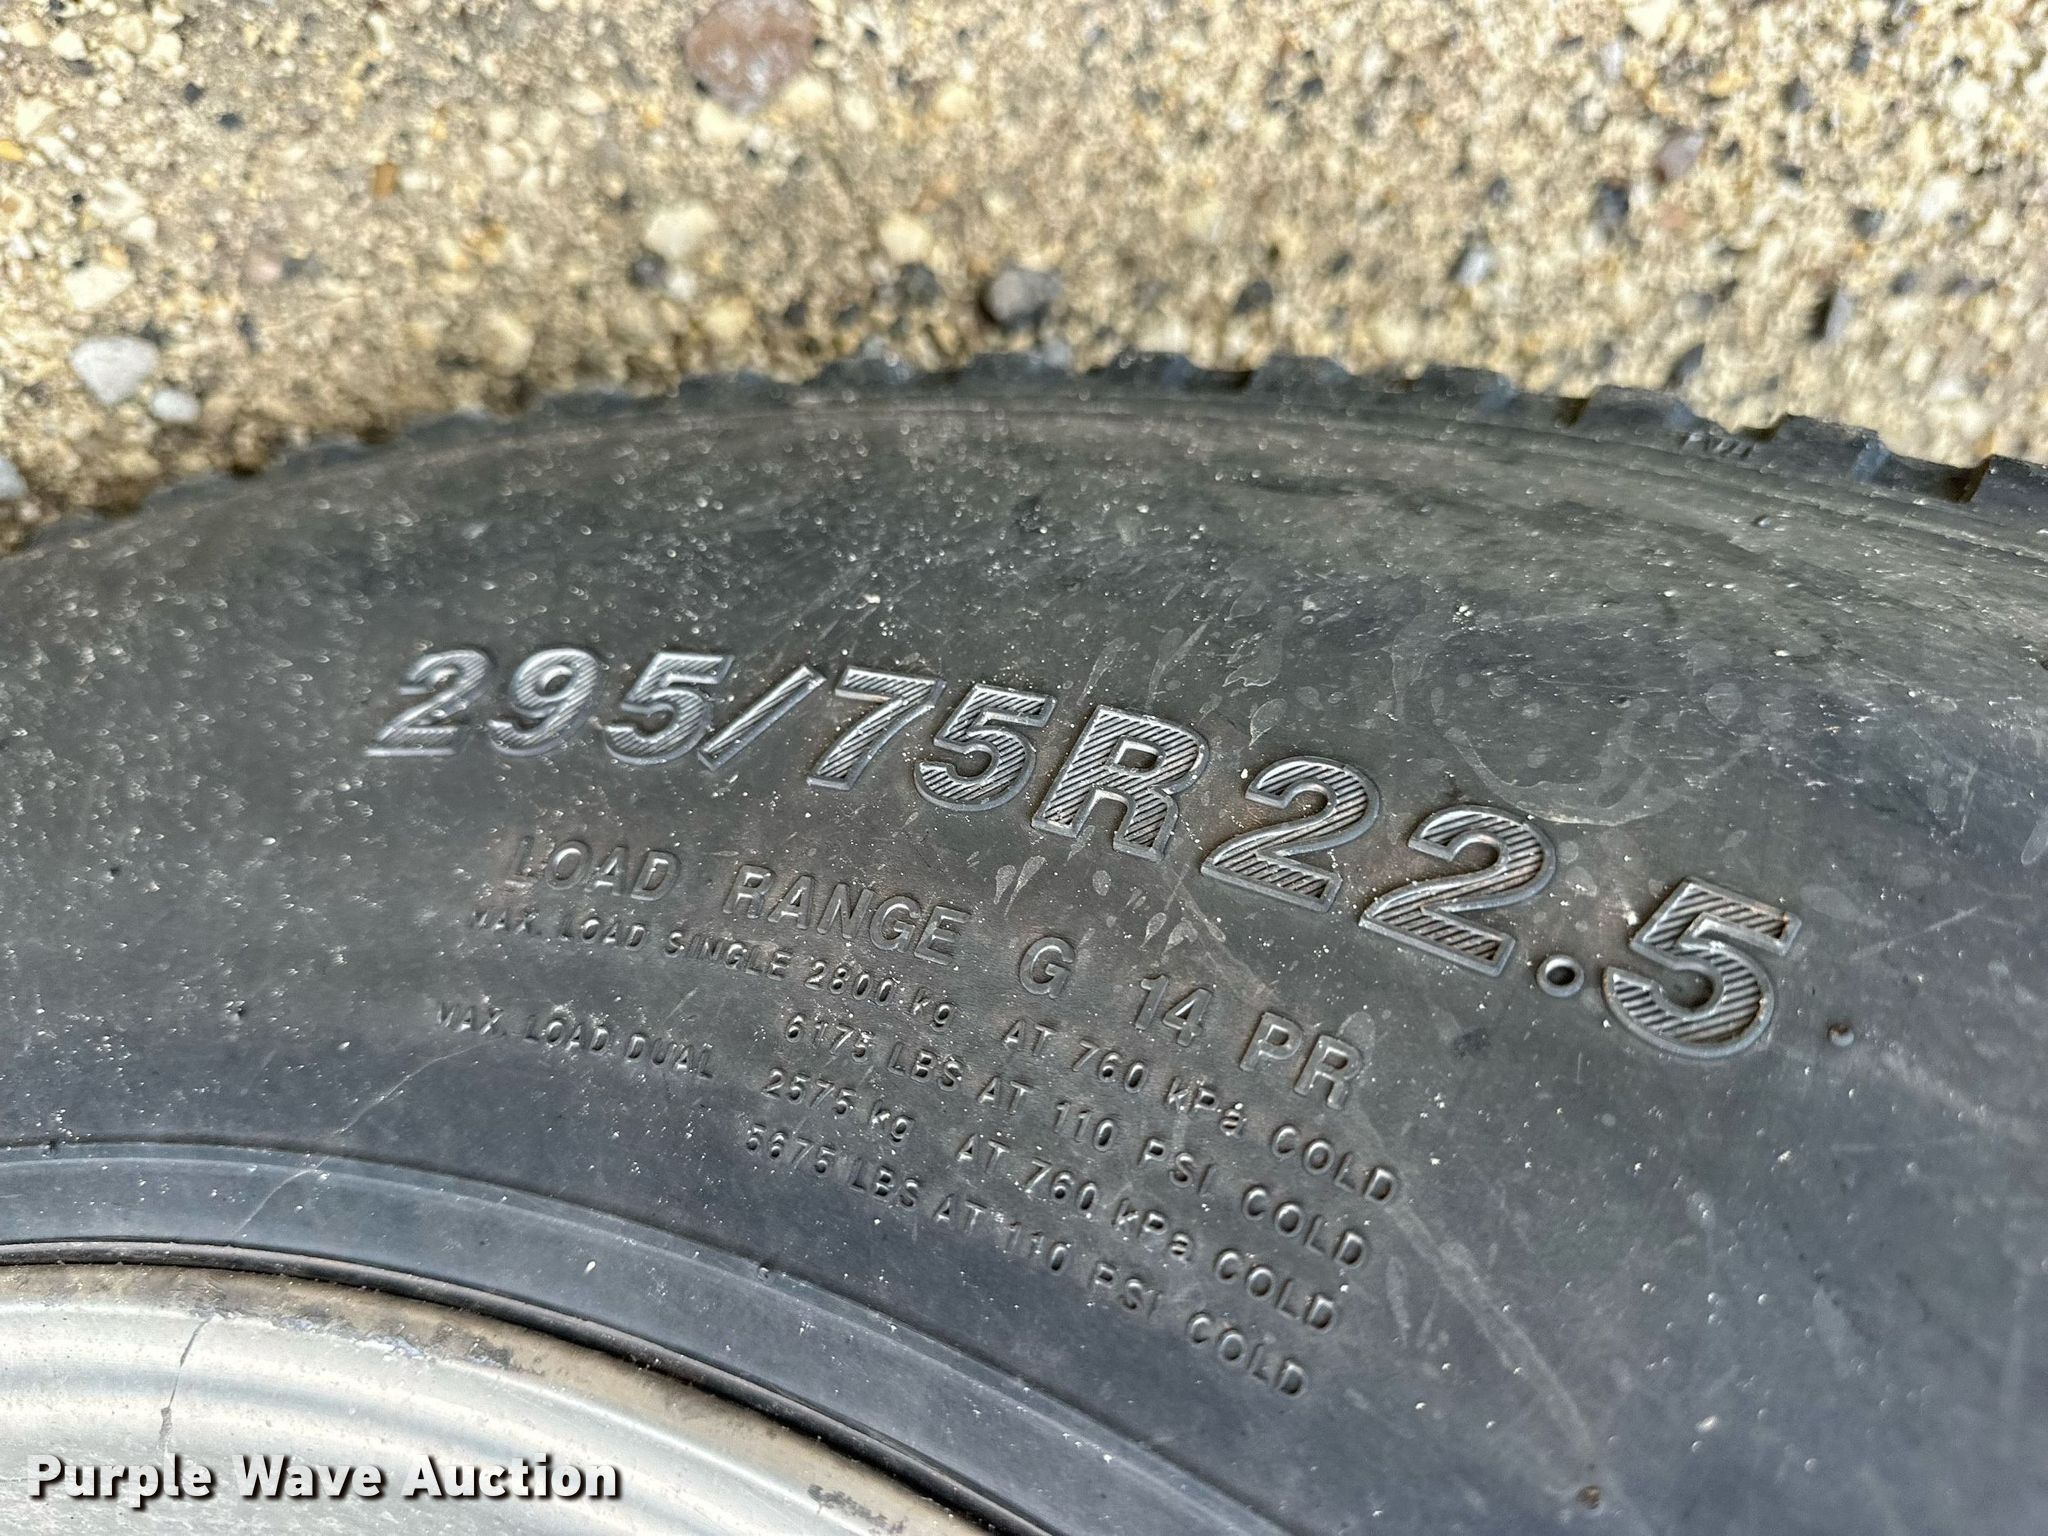 TWI
295/75R22.5
LOAD RANGE G 14 PR
MAX. LOAD SINGLE 2800 kg AT 760 kPa COLD
6175 LBS AT 110 PSI COLD
MAX. LOAD DUAL 2575 kg AT 760 kPa COLD
5675 LBS AT 110 PSI COLD
Purple Wave Auction